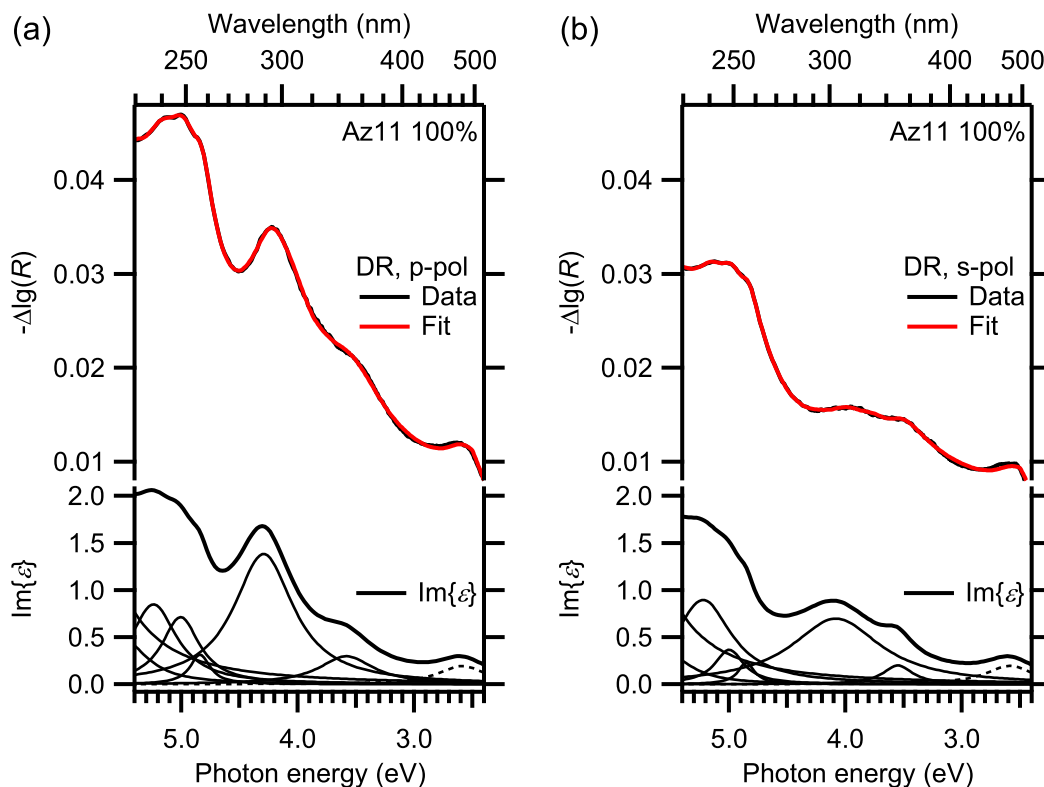 (a)
Wavelength (nm)
250 300 400 500
Az11 100%
0.04
0.03
0.02
0.01
-Δlg(R)
DR, p-pol
Data
Fit
2.0
1.5
1.0
0.5
0.0
Im{ε}
Im{ε}
5.0 4.0 3.0
Photon energy (eV)
(b)
Wavelength (nm)
250 300 400 500
Az11 100%
0.04
0.03
0.02
0.01
-Δlg(R)
DR, s-pol
Data
Fit
2.0
1.5
1.0
0.5
0.0
Im{ε}
Im{ε}
5.0 4.0 3.0
Photon energy (eV)